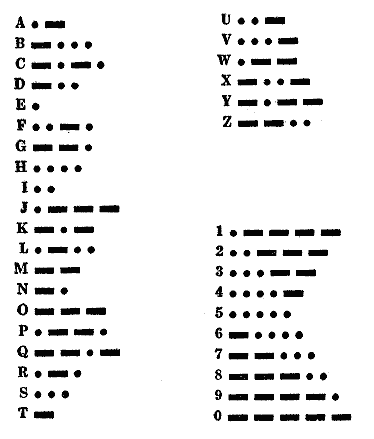 A • —
B — • • •
C — • — •
D — • •
E •
F • • — •
G — — •
H • • • •
I • •
J • — — —
K — • —
L • — • •
M — —
N — •
O — — —
P • — — •
Q — — • —
R • — •
S • • •
T —
U • • —
V • • • —
W • — —
X — • • —
Y — • — —
Z — — • •
1 • — — — —
2 • • — — —
3 • • • — —
4 • • • • —
5 • • • • •
6 — • • • •
7 — — • • •
8 — — — • •
9 — — — — •
0 — — — — —